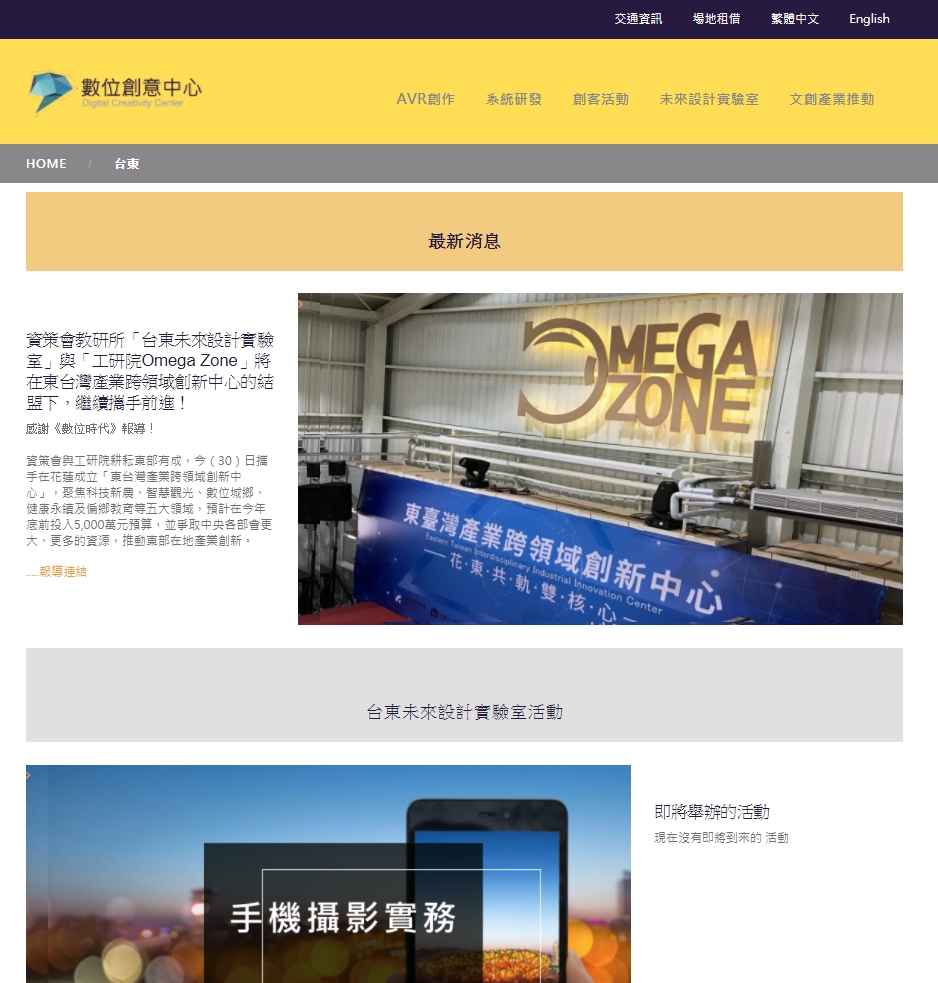 交通資訊 場地租借 繁體中文 English
數位創意中心
Digital Creativity Center
AVR創作 系統研發 創客活動 未來設計實驗室 文創產業推動
HOME / 台東
最新消息
資策會教研所「台東未來設計實驗
室」與「工研院Omega Zone」將
在東台灣產業跨領域創新中心的結
盟下，繼續攜手前進！
感謝《數位時代》報導！
資策會與工研院耕耘東部有成，今（30）日攜
手在花蓮成立「東台灣產業跨領域創新中
心」，聚焦科技新農、智慧觀光、數位城鄉、
健康永續及偏鄉教育等五大領域，預計在今年
底前投入5,000萬元預算，並爭取中央各部會更
大、更多的資源，推動東部在地產業創新。
.....報導連結
OMEGA
ZONE
東臺灣產業跨領域創新中心
Eastern Taiwan Interdisciplinary Industrial Innovation Center
花·東·共·軌·雙·核·心
台東未來設計實驗室活動
手機攝影實務
即將舉辦的活動
現在沒有即將到來的 活動